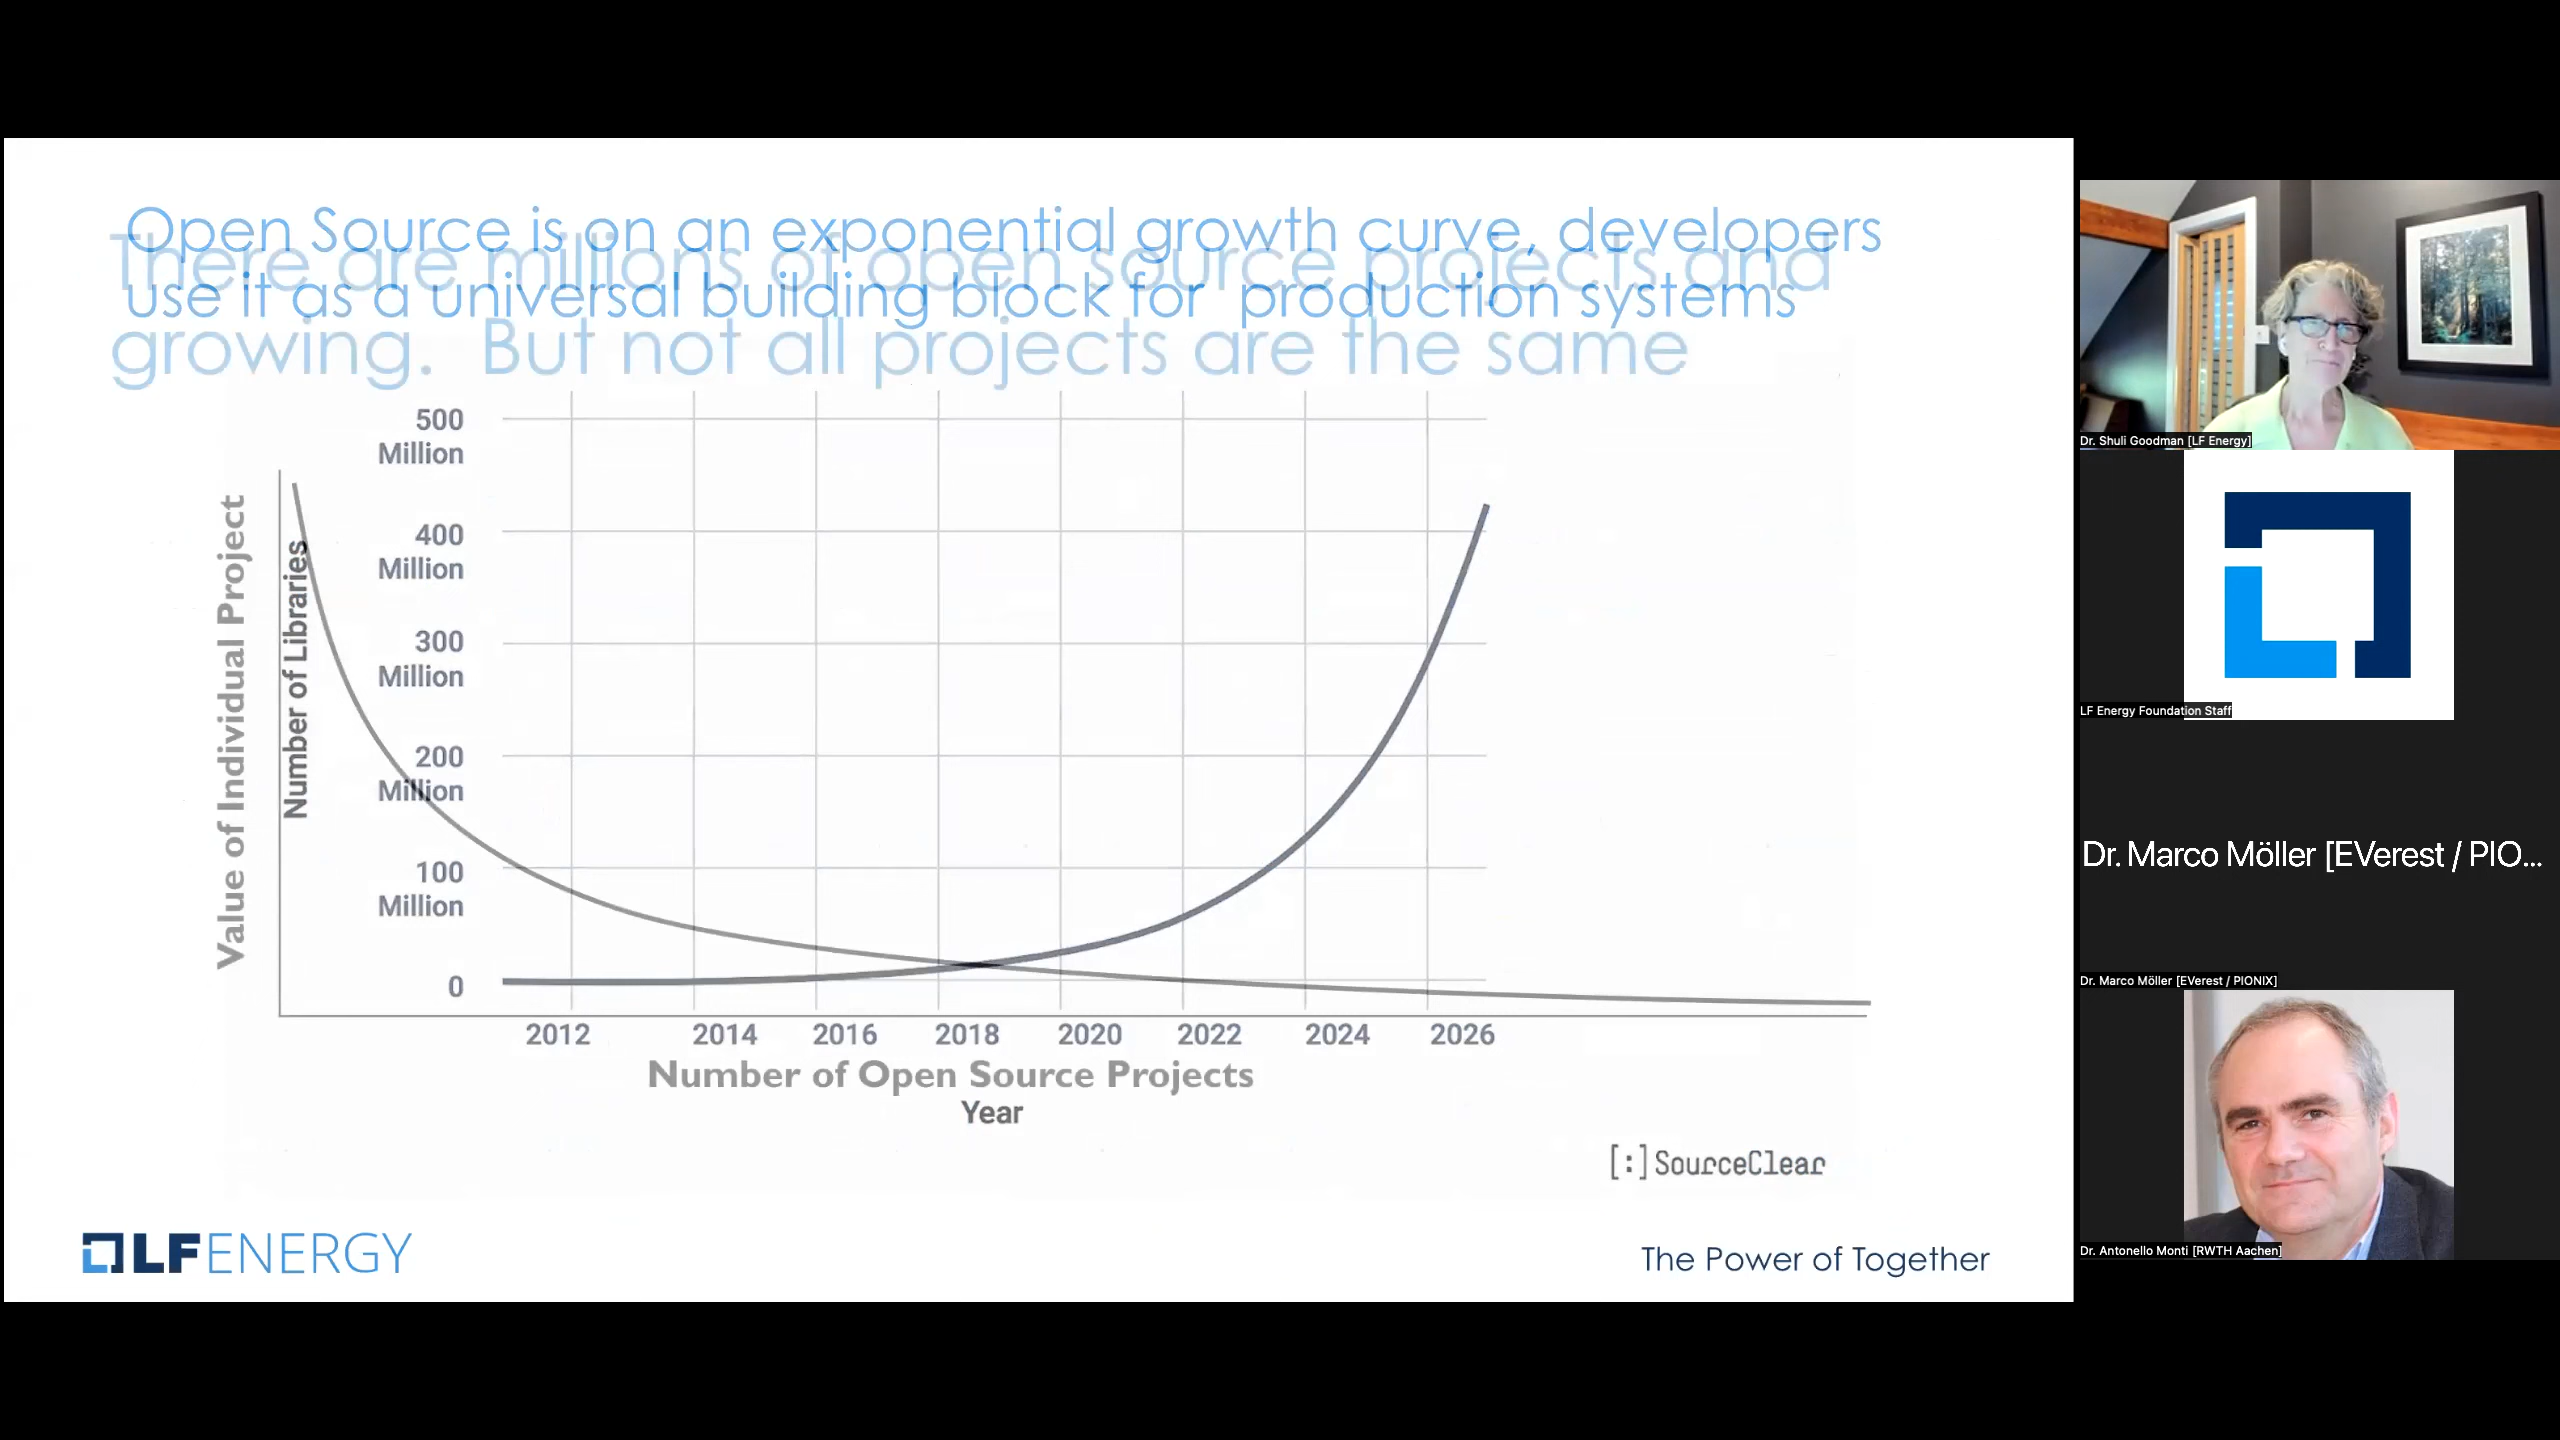 Open Source is on an exponential growth curve, developers
use it as a universal building block for production systems
There are millions of open source projects and
growing. But not all projects are the same
Value of Individual Project
Number of Libraries
500
Million
400
Million
300
Million
200
Million
100
Million
0
2012 2014 2016 2018 2020 2022 2024 2026
Number of Open Source Projects
Year
[:] SourceClear
LFENERGY
The Power of Together
Dr. Shuli Goodman [LF Energy]
LF Energy Foundation Staff
Dr. Marco Möller [EVerest / PIO...
Dr. Marco Möller [EVerest / PIONIX]
Dr. Antonello Monti [RWTH Aachen]